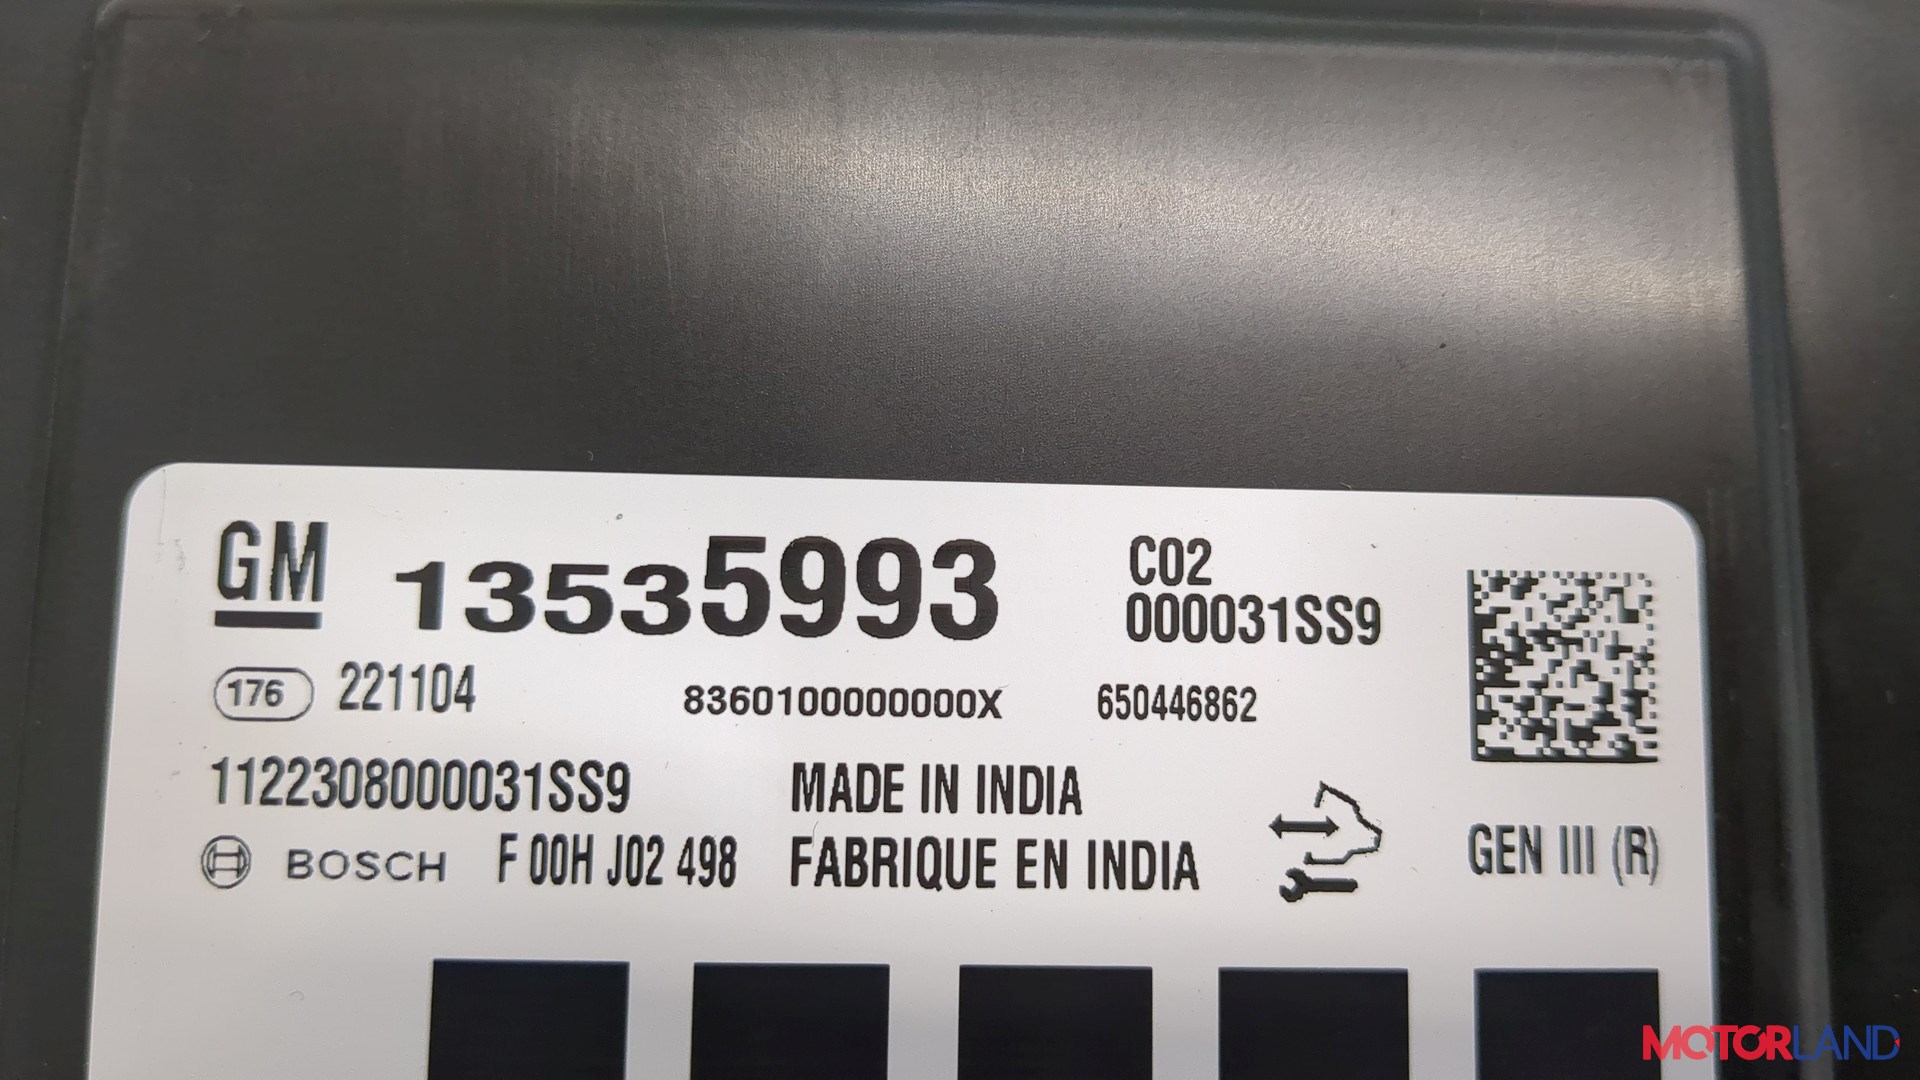 GM 13535993 C02
000031SS9
176 221104 8360100000000X 650446862
1122308000031SS9 MADE IN INDIA
BOSCH F 00H J02 498 FABRIQUE EN INDIA GEN III (R)
MOTORLAND